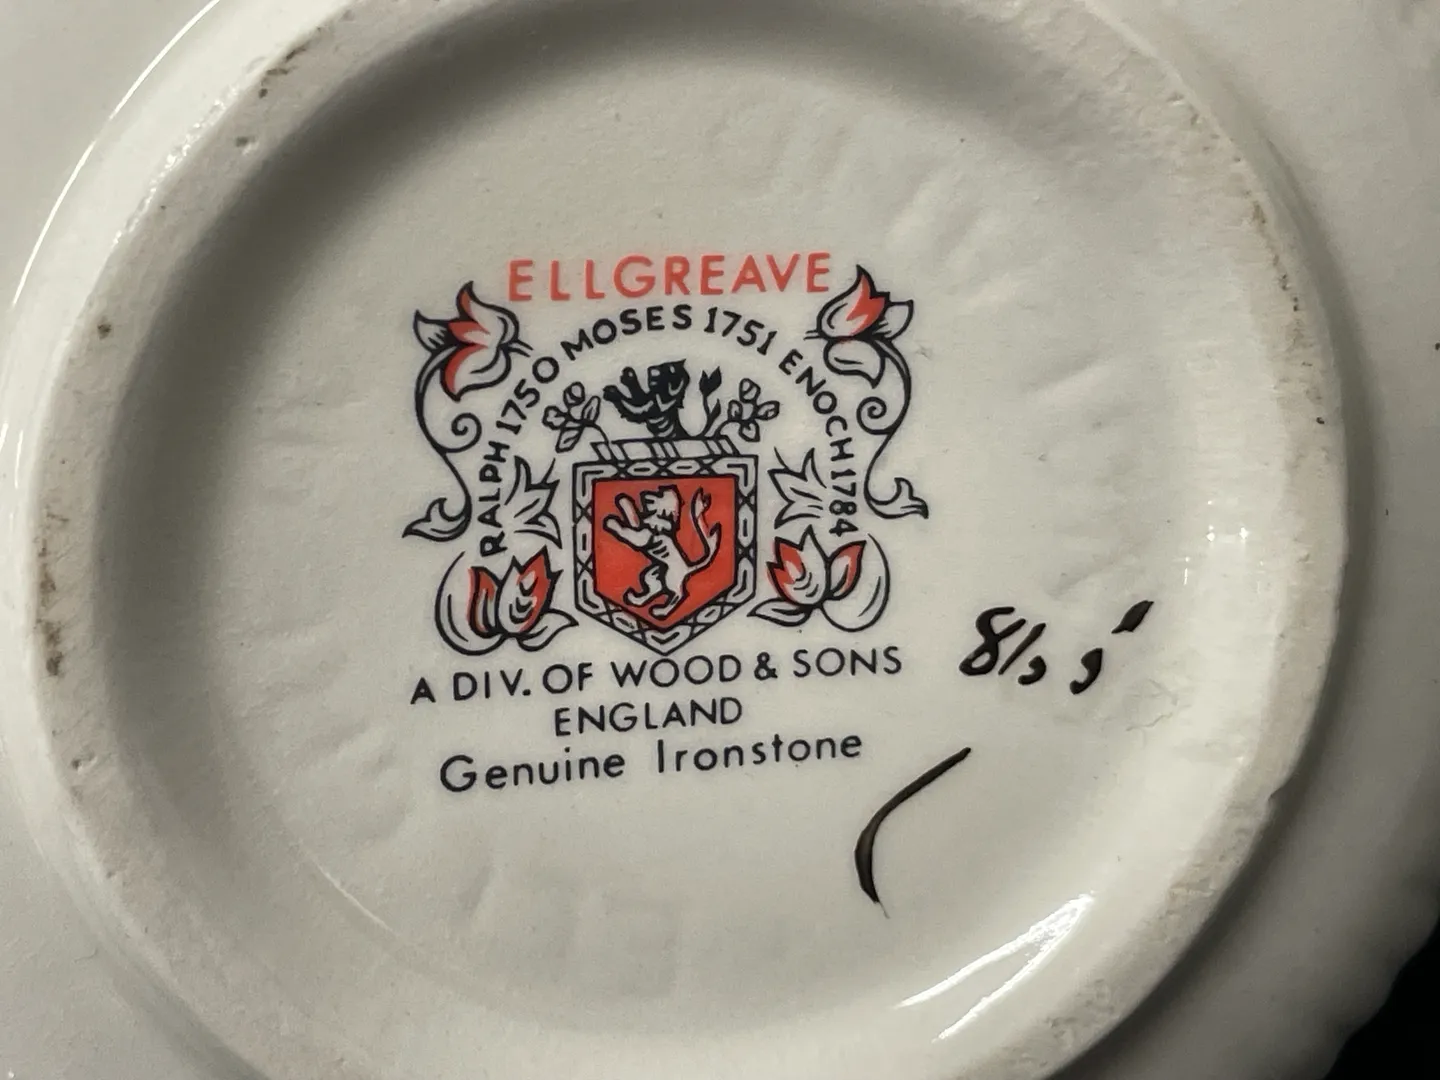 ELLGREAVE
RALPH 1750 MOSES 1751 ENOCH 1784
A DIV. OF WOOD & SONS
ENGLAND
Genuine Ironstone